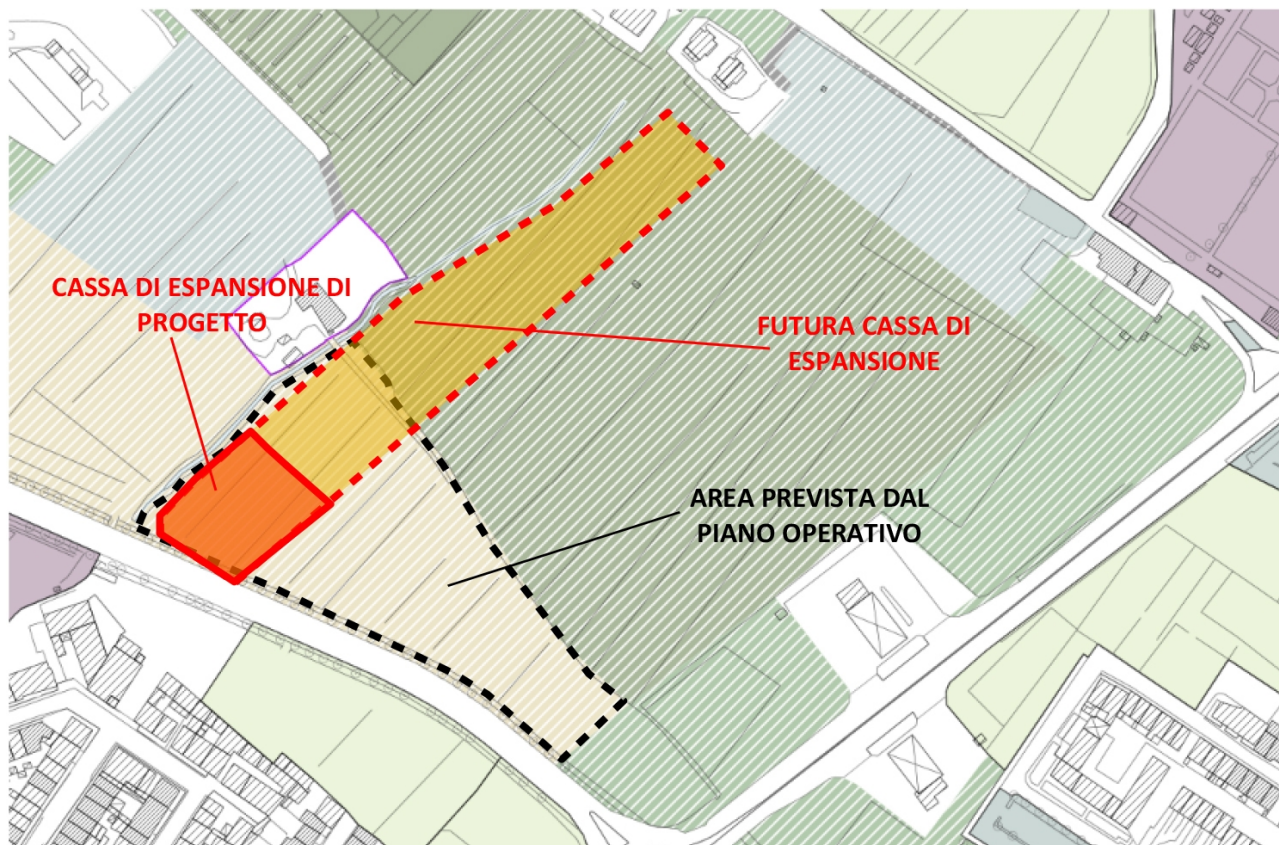 CASSA DI ESPANSIONE DI
PROGETTO
FUTURA CASSA DI
ESPANSIONE
AREA PREVISTA DAL
PIANO OPERATIVO